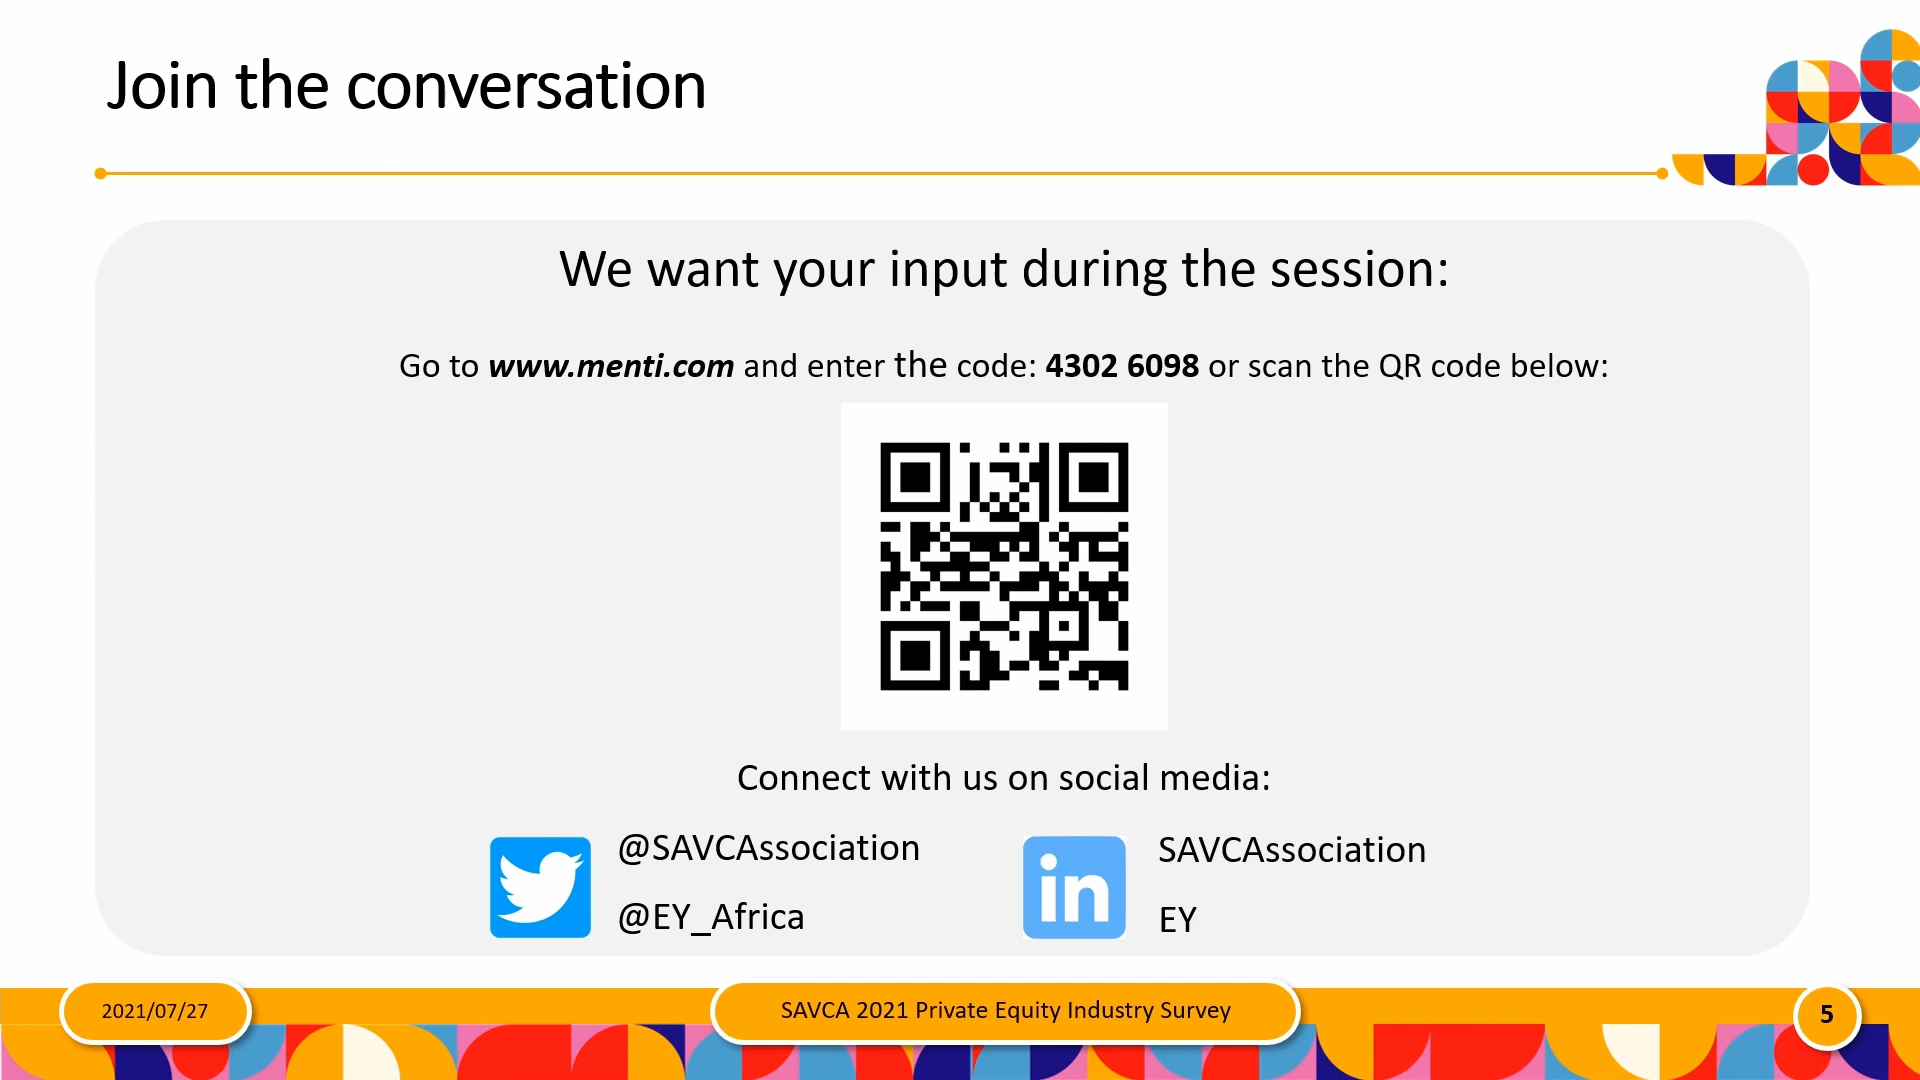 Join the conversation
We want your input during the session:
Go to www.menti.com and enter the code: 4302 6098 or scan the QR code below:
Connect with us on social media:
@SAVCAssociation
@EY_Africa
in
SAVCAssociation
EY
2021/07/27
SAVCA 2021 Private Equity Industry Survey
5